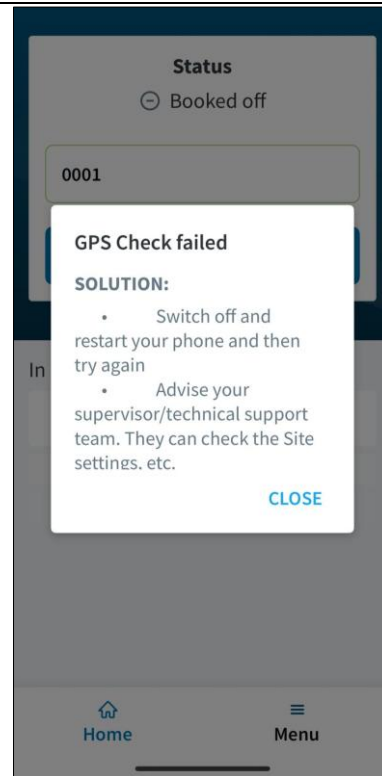 Status
Booked off
0001
GPS Check failed
SOLUTION:
• Switch off and
restart your phone and then
try again
• Advise your
supervisor/technical support
team. They can check the Site
settings, etc.
CLOSE
In
Home
Menu